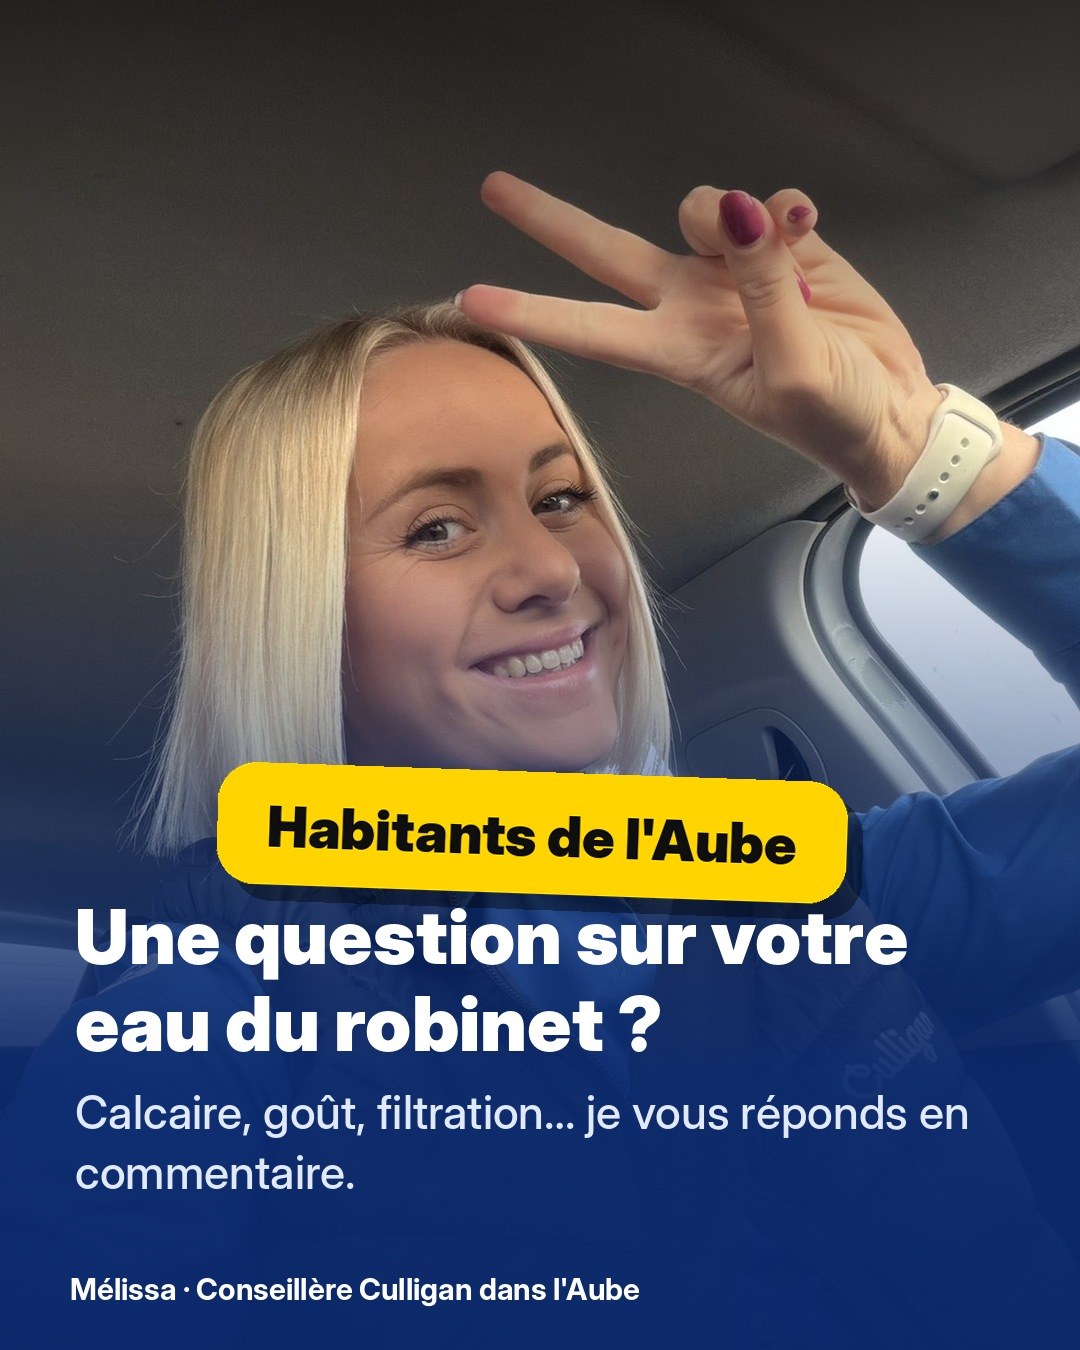 Habitants de l'Aube
Une question sur votre
eau du robinet ?
Calcaire, goût, filtration... je vous réponds en
commentaire.
Culligan
Mélissa · Conseillère Culligan dans l'Aube